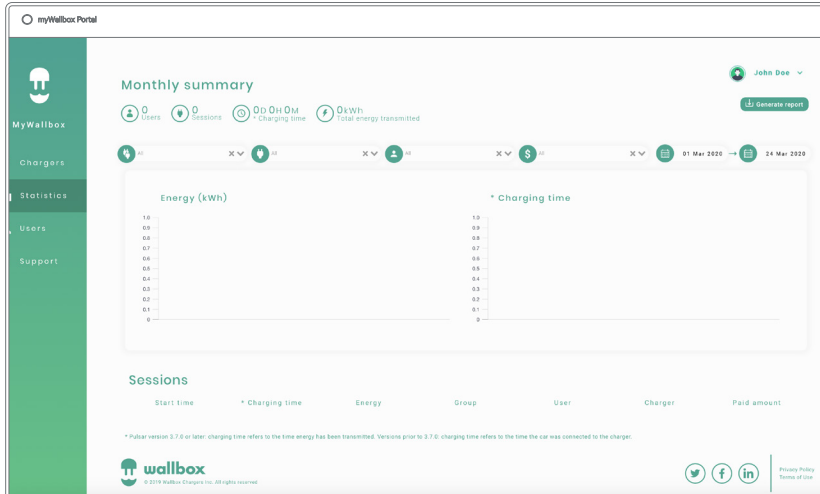 myWallbox Portal
MyWallbox
Chargers
Statistics
Users
Support
John Doe
Monthly summary
0 Users
0 Sessions
0D 0H 0M * Charging time
0kWh Total energy transmitted
Generate report
All
All
All
All
01 Mar 2020 → 24 Mar 2020
Energy (kWh)
1.0
0.9
0.8
0.7
0.6
0.5
0.4
0.3
0.2
0.1
0
* Charging time
1.0
0.9
0.8
0.7
0.6
0.5
0.4
0.3
0.2
0.1
0
Sessions
Start time * Charging time Energy Group User Charger Paid amount
* Pulsar version 3.7.0 or later: charging time refers to the time energy has been transmitted. Versions prior to 3.7.0: charging time refers to the time the car was connected to the charger.
wallbox
© 2019 Wallbox Chargers Inc. All rights reserved.
Privacy Policy
Terms of Use